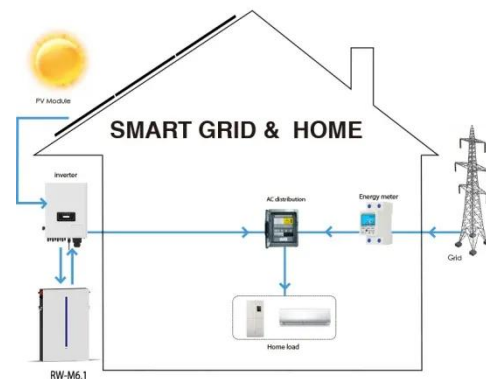 PV Module
SMART GRID & HOME
inverter
AC distribution
Energy meter
Grid
Home load
RW-M6.1